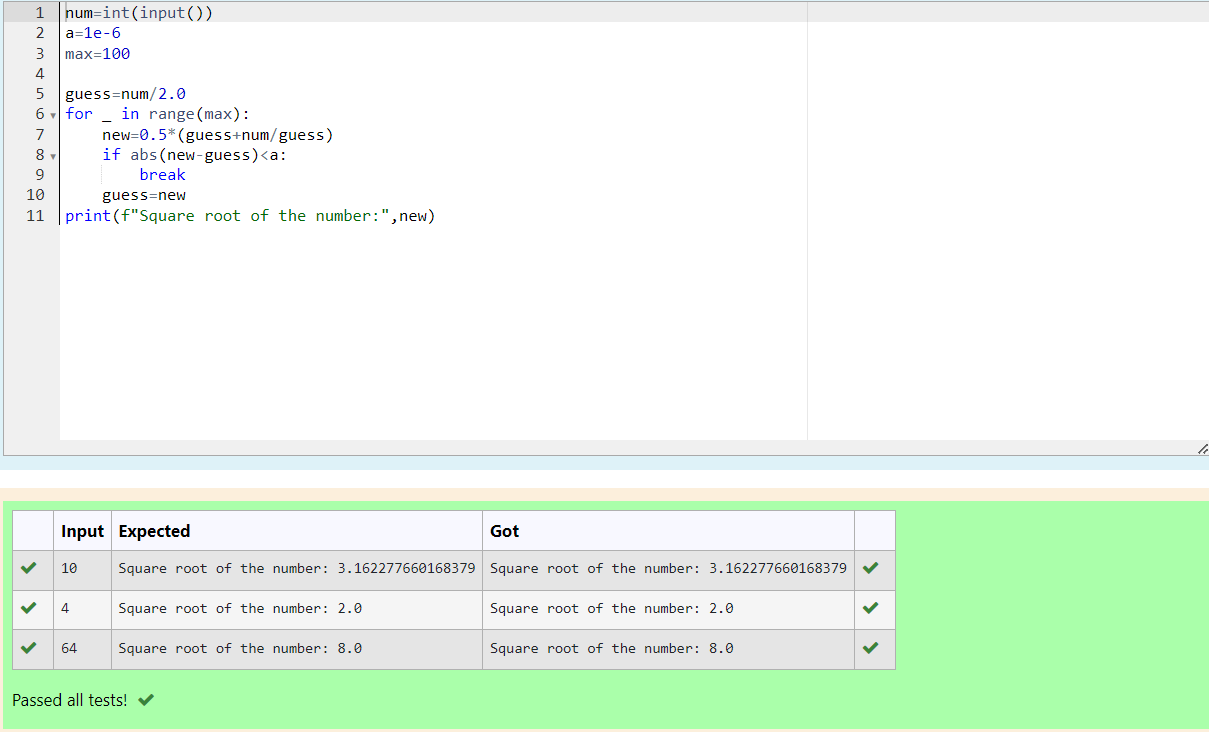 1 num=int(input())
2 a=1e-6
3 max=100
4
5 guess=num/2.0
6 for _ in range(max):
7     new=0.5*(guess+num/guess)
8     if abs(new-guess)<a:
9         break
10     guess=new
11 print(f"Square root of the number:",new)
Input Expected Got
10 Square root of the number: 3.162277660168379 Square root of the number: 3.162277660168379
4 Square root of the number: 2.0 Square root of the number: 2.0
64 Square root of the number: 8.0 Square root of the number: 8.0
Passed all tests!